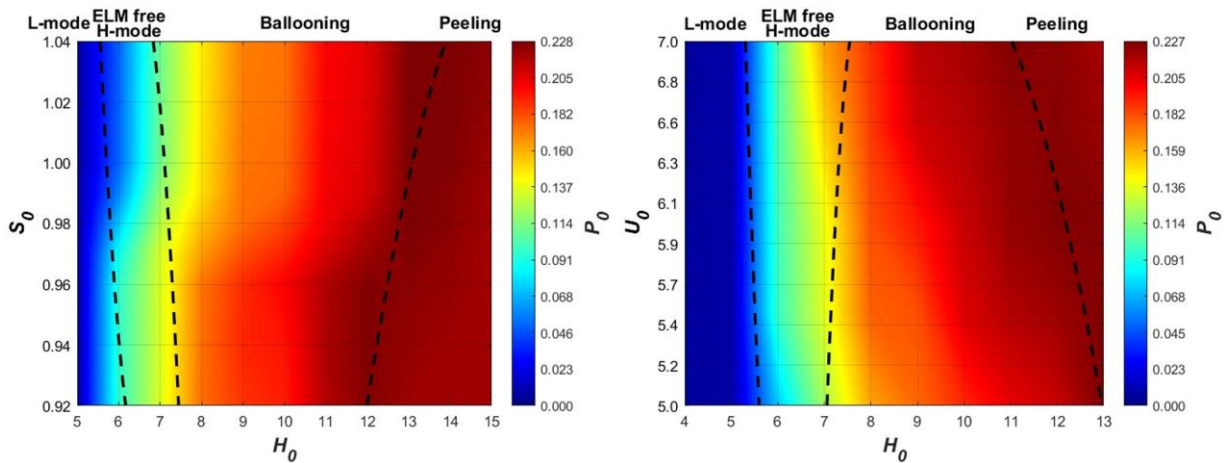 L-mode
ELM free
H-mode
Ballooning
Peeling
1.04
1.02
1.00
0.98
0.96
0.94
0.92
S0
5 6 7 8 9 10 11 12 13 14 15
H0
0.228
0.205
0.182
0.160
0.137
0.114
0.091
0.068
0.046
0.023
0.000
P0
L-mode
ELM free
H-mode
Ballooning
Peeling
7.0
6.8
6.6
6.3
6.1
5.9
5.7
5.4
5.2
5.0
U0
4 5 6 7 8 9 10 11 12 13
H0
0.227
0.205
0.182
0.160
0.137
0.114
0.091
0.068
0.046
0.023
0.000
P0